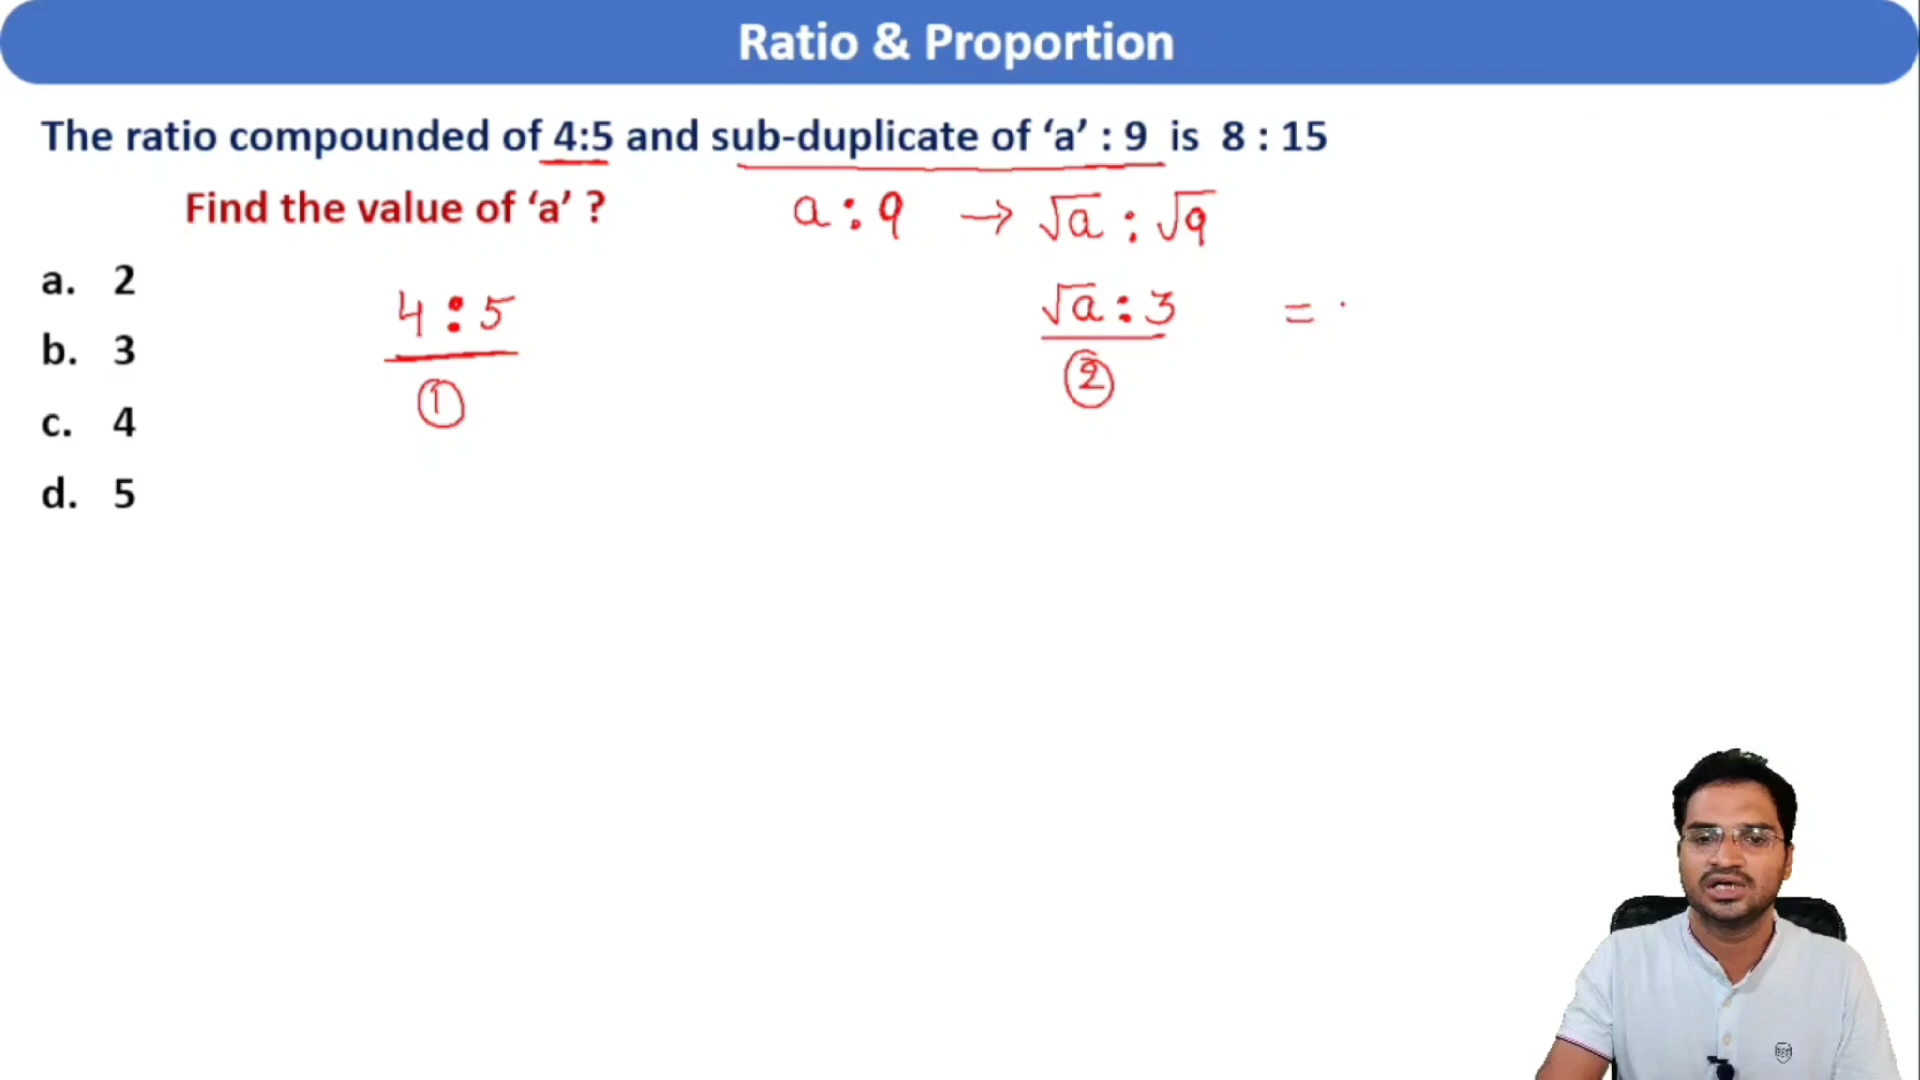 Ratio & Proportion
The ratio compounded of 4:5 and sub-duplicate of ‘a’ : 9 is 8 : 15
Find the value of ‘a’ ?
a : 9 → √a : √9
a. 2
4 : 5
√a : 3 =
b. 3
①
②
c. 4
d. 5